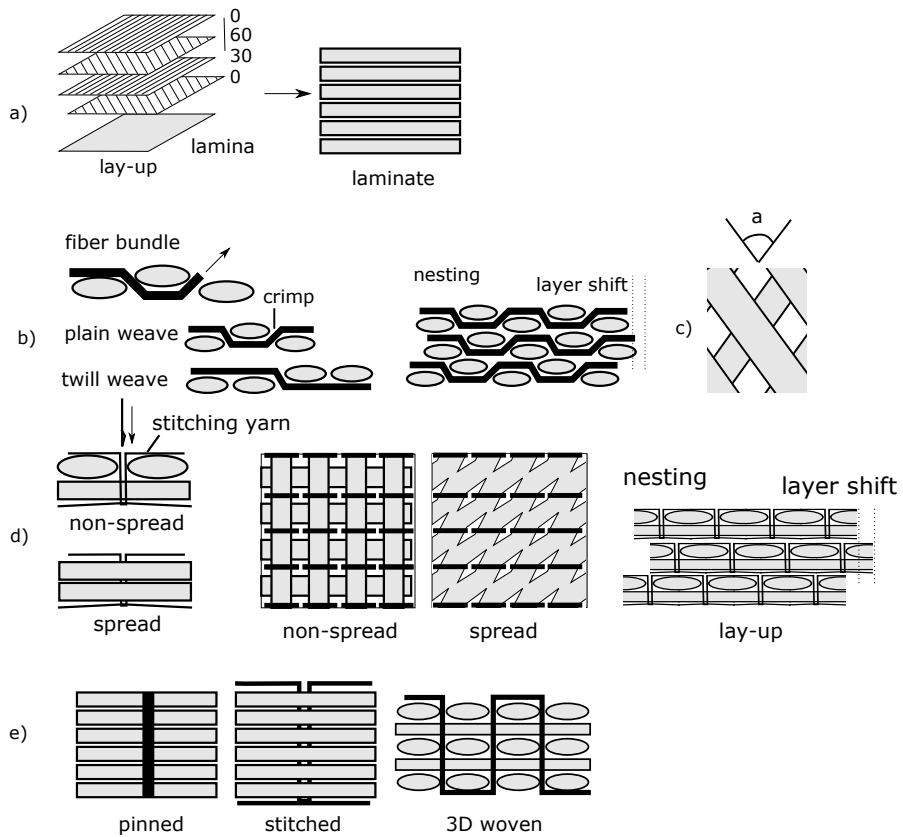 0
60
30
0
a)
lamina
lay-up
laminate
a
fiber bundle
nesting
layer shift
crimp
b)
plain weave
c)
twill weave
stitching yarn
nesting
layer shift
non-spread
d)
spread
non-spread
spread
lay-up
e)
pinned
stitched
3D woven